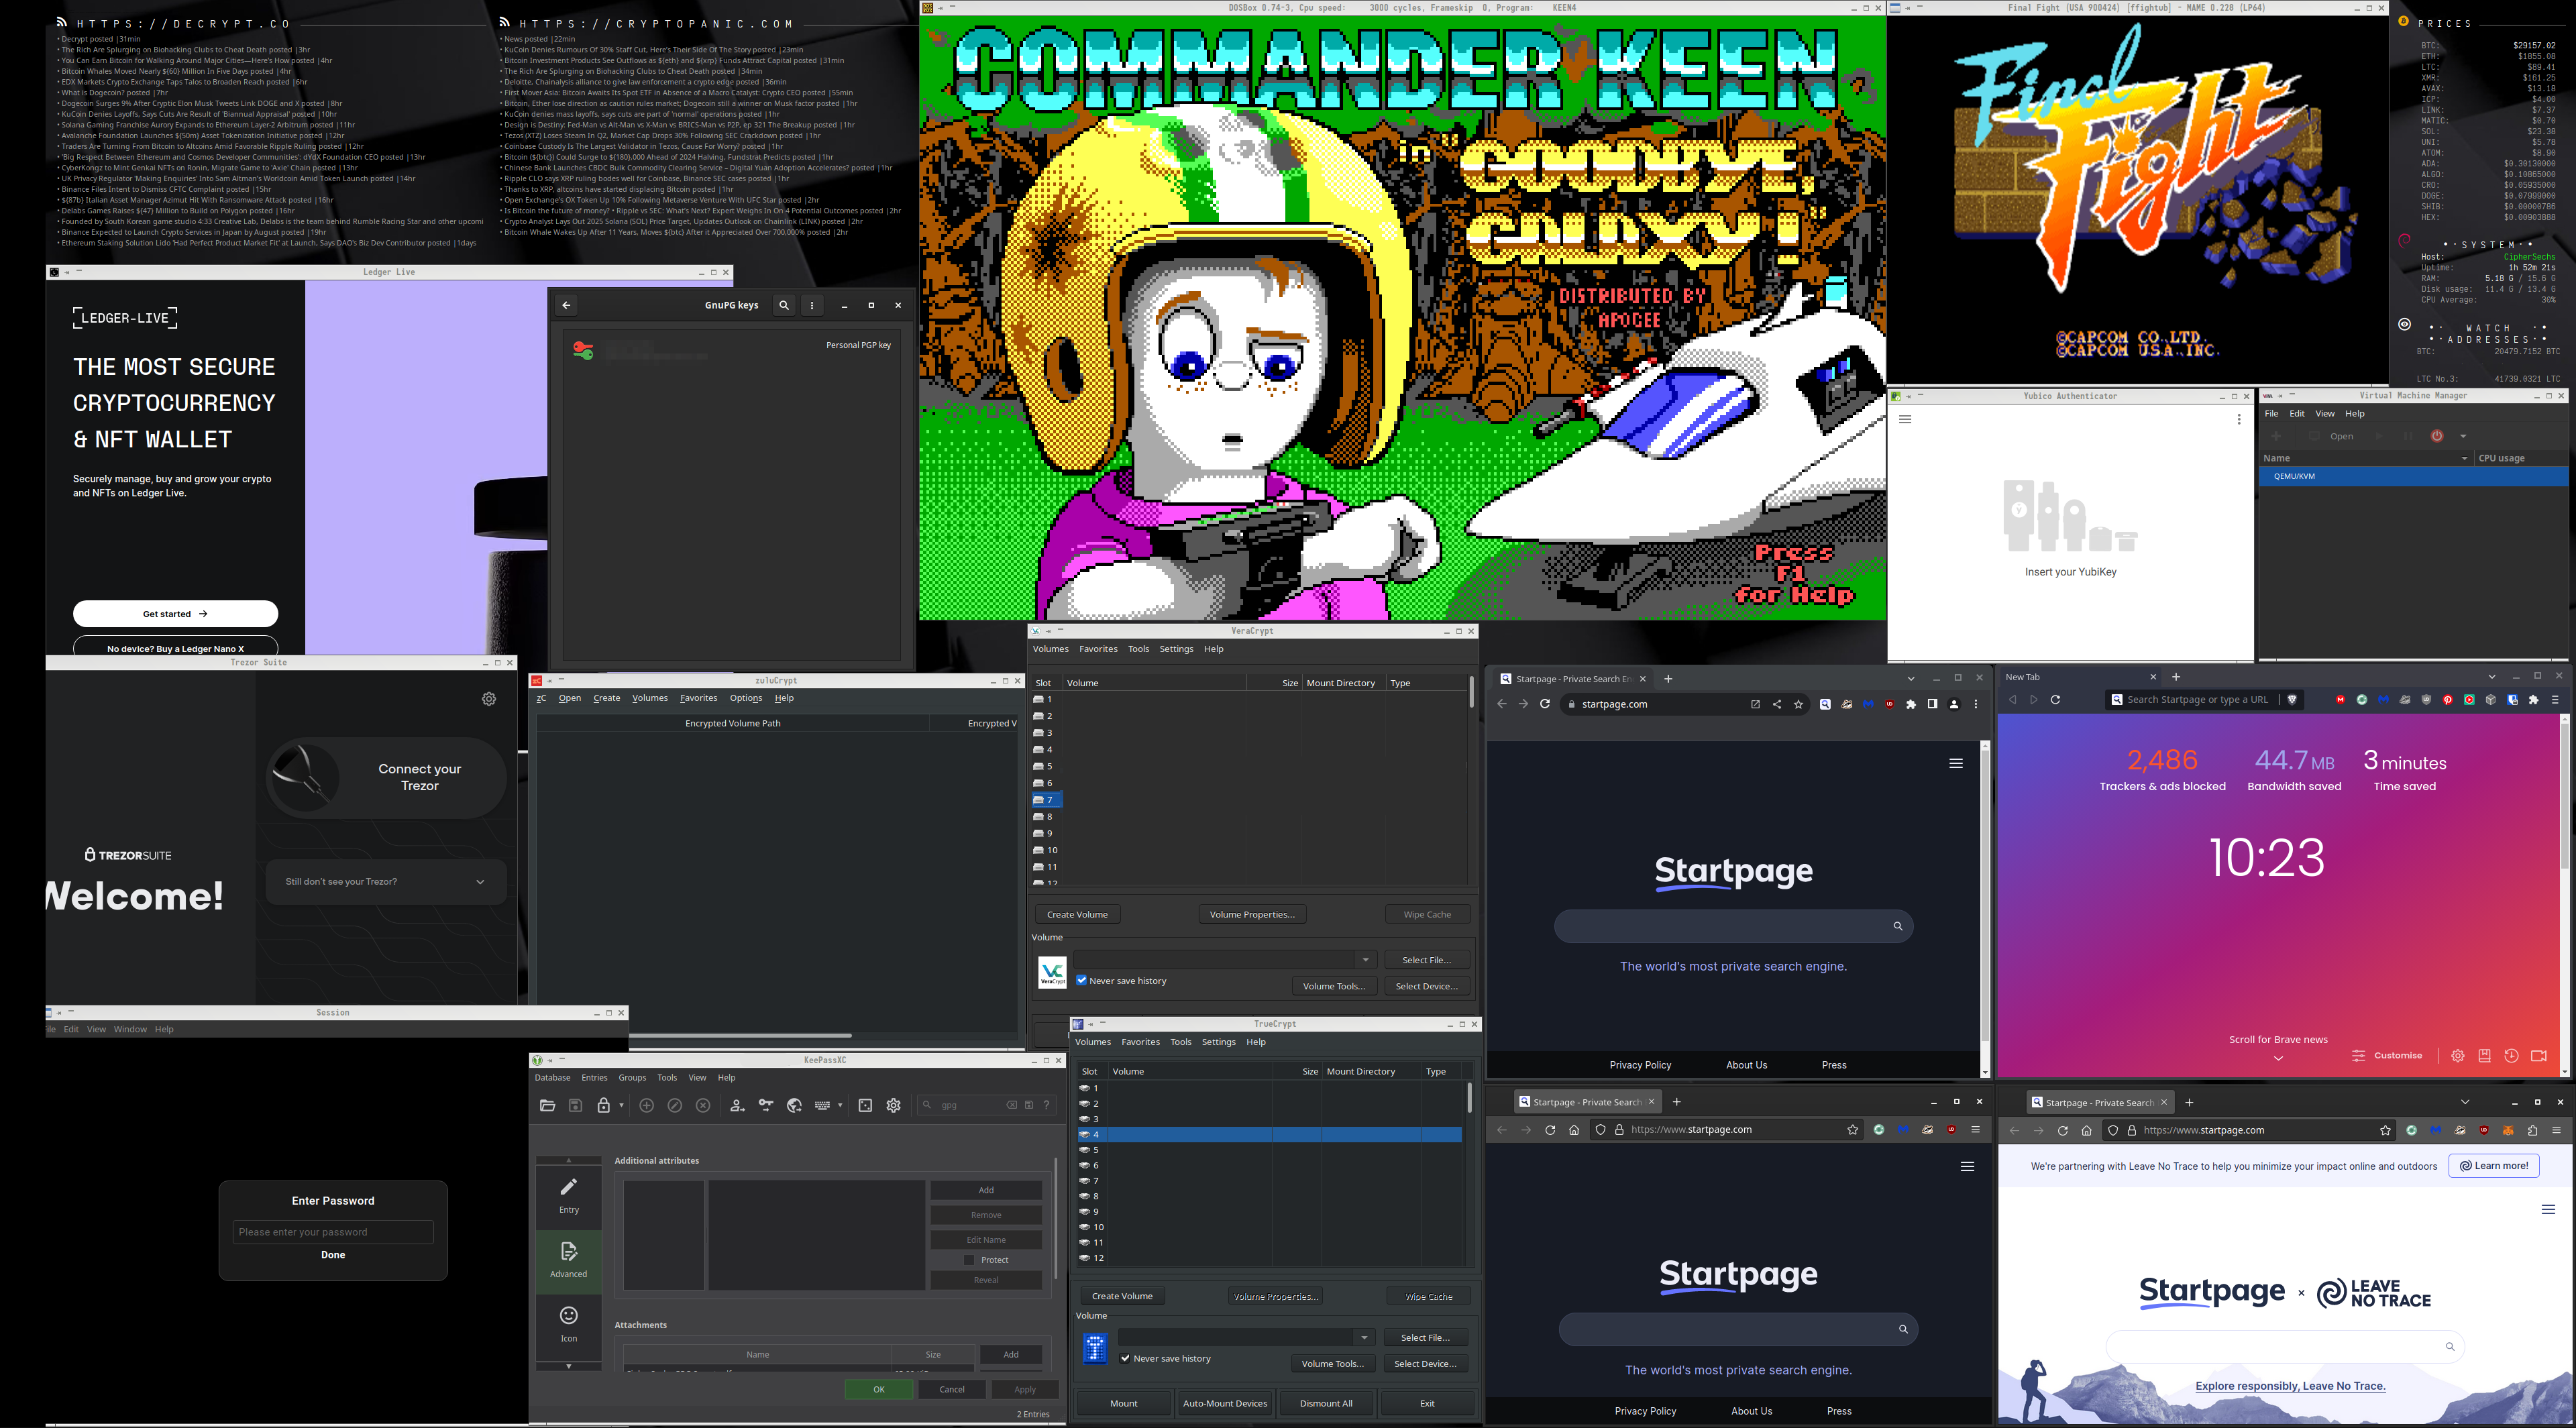 HTTPS://DECRYPT.CO
• Decrypt posted |31min
• The Rich Are Splurging on Biohacking Clubs to Cheat Death posted |3hr
• You Can Earn Bitcoin for Walking Around Major Cities—Here's How posted |4hr
• Bitcoin Whales Moved Nearly ${60} Million In Five Days posted |4hr
• EDX Markets Crypto Exchange Taps Talos to Broaden Reach posted |6hr
• What is Dogecoin? posted |7hr
• Dogecoin Surges 9% After Cryptic Elon Musk Tweets Link DOGE and X posted |8hr
• KuCoin Denies Layoffs, Says Cuts Are Result of 'Biannual Appraisal' posted |10hr
• Solana Gaming Franchise Aurory Expands to Ethereum Layer-2 Arbitrum posted |11hr
• Avalanche Foundation Launches ${50m} Asset Tokenization Initiative posted |12hr
• Traders Are Turning From Bitcoin to Altcoins Amid Favorable Ripple Ruling posted |12hr
• 'Big Respect Between Ethereum and Cosmos Developer Communities': dYdX Foundation CEO posted |13hr
• CyberKongz to Mint Genkai NFTs on Ronin, Migrate Game to 'Axie' Chain posted |13hr
• UK Privacy Regulator 'Making Enquiries' Into Sam Altman's Worldcoin Amid Token Launch posted |14hr
• Binance Files Intent to Dismiss CFTC Complaint posted |15hr
• ${87b} Italian Asset Manager Azimut Hit With Ransomware Attack posted |16hr
• Delabs Games Raises ${47} Million to Build on Polygon posted |16hr
• Founded by South Korean game studio 4:33 Creative Lab, Delabs is the team behind Rumble Racing Star and other upcomi
• Binance Expected to Launch Crypto Services in Japan by August posted |19hr
• Ethereum Staking Solution Lido 'Had Perfect Product Market Fit' at Launch, Says DAO's Biz Dev Contributor posted |1days
HTTPS://CRYPTOPANIC.COM
• News posted |22min
• KuCoin Denies Rumours Of 30% Staff Cut, Here's Their Side Of The Story posted |23min
• Bitcoin Investment Products See Outflows as ${eth} and ${xrp} Funds Attract Capital posted |31min
• The Rich Are Splurging on Biohacking Clubs to Cheat Death posted |34min
• Deloitte, Chainalysis alliance to give law enforcement a crypto edge posted |36min
• First Mover Asia: Bitcoin Awaits Its Spot ETF in Absence of a Macro Catalyst: Crypto CEO posted |55min
• Bitcoin, Ether lose direction as caution rules market; Dogecoin still a winner on Musk factor posted |1hr
• KuCoin denies mass layoffs, says cuts are part of 'normal' operations posted |1hr
• Design is Destiny: Fed-Man vs Alt-Man vs X-Man vs BRICS-Man vs P2P, ep 321 The Breakup posted |1hr
• Tezos (XTZ) Loses Steam In Q2, Market Cap Drops 30% Following SEC Crackdown posted |1hr
• Coinbase Custody Is The Largest Validator in Tezos, Cause For Worry? posted |1hr
• Bitcoin (${btc}) Could Surge to ${180},000 Ahead of 2024 Halving, Fundstrat Predicts posted |1hr
• Chinese Bank Launches CBDC Bulk Commodity Clearing Service – Digital Yuan Adoption Accelerates? posted |1hr
• Ripple CLO says XRP ruling bodes well for Coinbase, Binance SEC cases posted |1hr
• Thanks to XRP, altcoins have started displacing Bitcoin posted |1hr
• Open Exchange's OX Token Up 10% Following Metaverse Venture With UFC Star posted |2hr
• Is Bitcoin the future of money? • Ripple vs SEC: What's Next? Expert Weighs In On 4 Potential Outcomes posted |2hr
• Crypto Analyst Lays Out 2025 Solana (SOL) Price Target, Updates Outlook on Chainlink (LINK) posted |2hr
• Bitcoin Whale Wakes Up After 11 Years, Moves ${btc} After it Appreciated Over 700,000% posted |2hr
DOSBox 0.74-3, Cpu speed: 3000 cycles, Frameskip 0, Program: KEEN4
COMMANDER KEEN
in "GOODBYE,
GALAXY!"
DISTRIBUTED BY
APOGEE
Press
F1
for Help
Final Fight (USA 900424) [ffightub] - MAME 0.228 (LP64)
Final
Fight
©CAPCOM CO.,LTD.
©CAPCOM U.S.A.,INC.
PRICES
BTC: $29157.02
ETH: $1855.08
LTC: $89.41
XMR: $161.25
AVAX: $13.18
ICP: $4.00
LINK: $7.37
MATIC: $0.70
SOL: $23.38
UNI: $5.78
ATOM: $8.90
ADA: $0.30130000
ALGO: $0.10865000
CRO: $0.05935000
DOGE: $0.07999000
SHIB: $0.00000786
HEX: $0.00903888
•·SYSTEM·•
Host: CipherSechs
Uptime: 1h 52m 21s
RAM: 5.18 G / 15.6 G
Disk usage: 11.4 G / 13.4 G
CPU Average: 30%
•· WATCH ·•
•·ADDRESSES·•
BTC: 20479.7152 BTC
LTC No.3: 41739.0321 LTC
Ledger Live
LEDGER-LIVE
THE MOST SECURE
CRYPTOCURRENCY
& NFT WALLET
Securely manage, buy and grow your crypto
and NFTs on Ledger Live.
Get started
No device? Buy a Ledger Nano X
GnuPG keys
Personal PGP key
Yubico Authenticator
Insert your YubiKey
Virtual Machine Manager
File Edit View Help
Open
Name CPU usage
QEMU/KVM
Trezor Suite
Connect your
Trezor
TREZOR SUITE
Still don't see your Trezor?
Welcome!
zuluCrypt
zC Open Create Volumes Favorites Options Help
Encrypted Volume Path Encrypted V
VeraCrypt
Volumes Favorites Tools Settings Help
Slot Volume Size Mount Directory Type
1
2
3
4
5
6
7
8
9
10
11
12
Create Volume Volume Properties... Wipe Cache
Volume
Select File...
VeraCrypt
Never save history
Volume Tools... Select Device...
Startpage - Private Search En
startpage.com
Startpage
The world's most private search engine.
Privacy Policy About Us Press
New Tab
Search Startpage or type a URL
2,486 44.7 MB 3 minutes
Trackers & ads blocked Bandwidth saved Time saved
10:23
Scroll for Brave news
Customise
Session
File Edit View Window Help
Enter Password
Please enter your password
Done
KeePassXC
Database Entries Groups Tools View Help
gpg
Additional attributes
Entry
Advanced
Icon
Add
Remove
Edit Name
Protect
Reveal
Attachments
Name Size Add
OK Cancel Apply
2 Entries
TrueCrypt
Volumes Favorites Tools Settings Help
Slot Volume Size Mount Directory Type
1
2
3
4
5
6
7
8
9
10
11
12
Create Volume Volume Properties... Wipe Cache
Volume
Select File...
Never save history
Volume Tools... Select Device...
Mount Auto-Mount Devices Dismount All Exit
Startpage - Private Search
https://www.startpage.com
Startpage
The world's most private search engine.
Privacy Policy About Us Press
Startpage - Private Search
https://www.startpage.com
We're partnering with Leave No Trace to help you minimize your impact online and outdoors Learn more!
Startpage × LEAVE
NO TRACE
Explore responsibly, Leave No Trace.